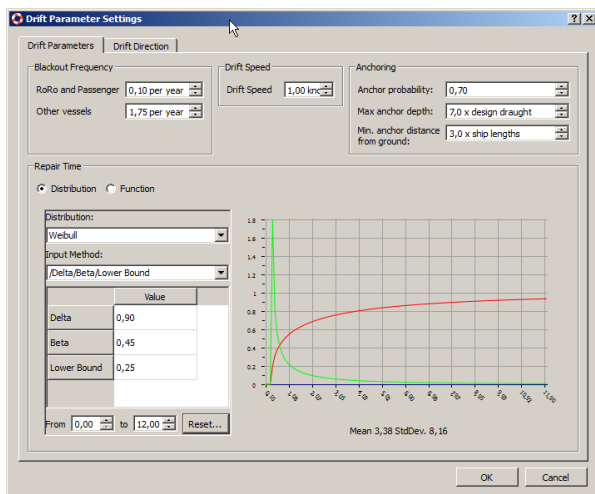 Drift Parameter Settings
Drift Parameters
Drift Direction
Blackout Frequency
RoRo and Passenger 0,10 per year
Other vessels 1,75 per year
Drift Speed
Drift Speed 1,00 knc
Anchoring
Anchor probability: 0,70
Max anchor depth: 7,0 x design draught
Min. anchor distance
from ground: 3,0 x ship lengths
Repair Time
Distribution
Function
Distribution:
Weibull
Input Method:
/Delta/Beta/Lower Bound
Value
Delta 0,90
Beta 0,45
Lower Bound 0,25
From 0,00 to 12,00 Reset...
1.8
1.6
1.4
1.2
1
0.8
0.6
0.4
0.2
0
Mean 3,38 StdDev. 8,16
OK
Cancel